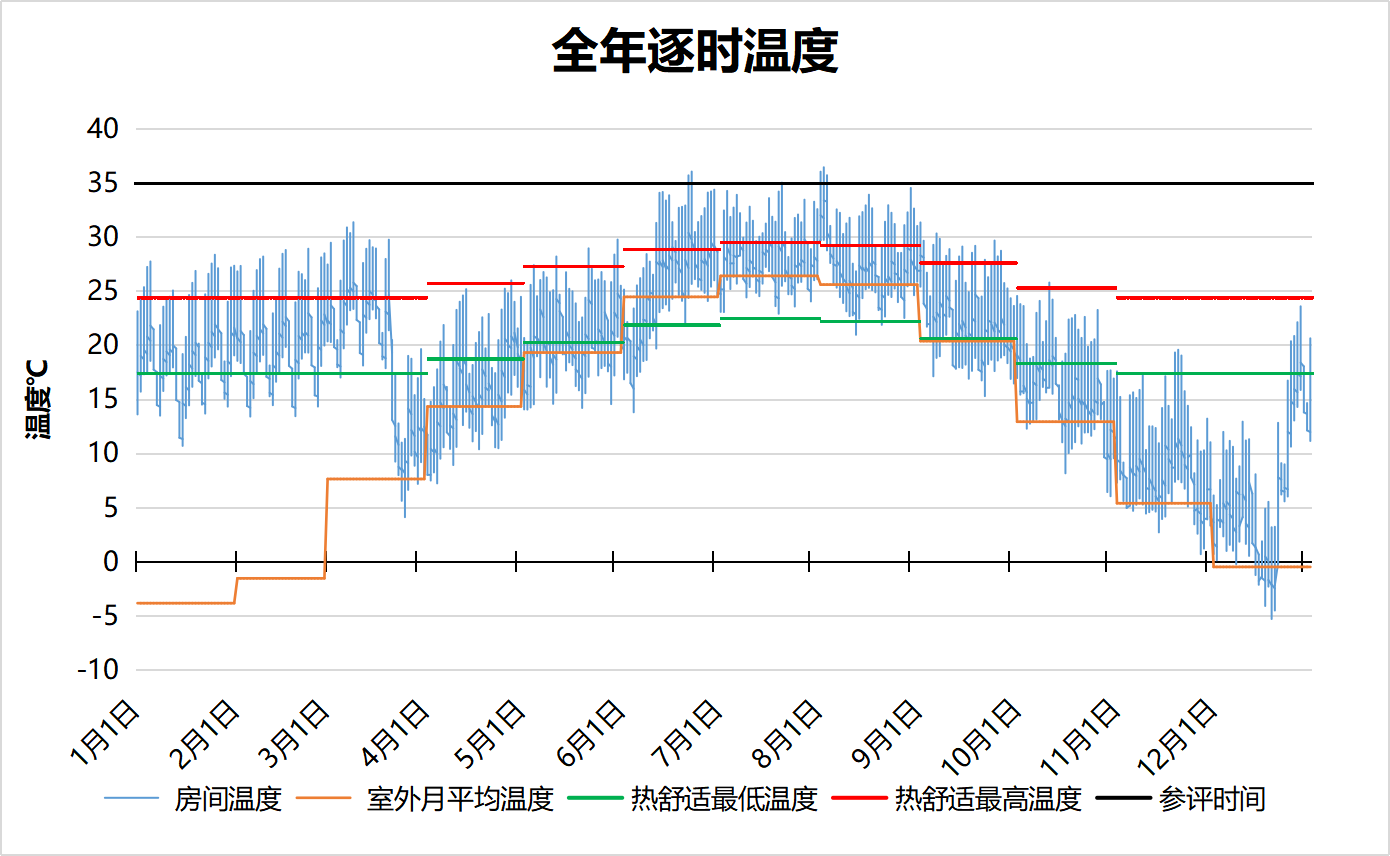 全年逐时温度
40
35
30
25
20
15
10
5
0
-5
-10
温度℃
1月1日
2月1日
3月1日
4月1日
5月1日
6月1日
7月1日
8月1日
9月1日
10月1日
11月1日
12月1日
房间温度 室外月平均温度 热舒适最低温度 热舒适最高温度 参评时间